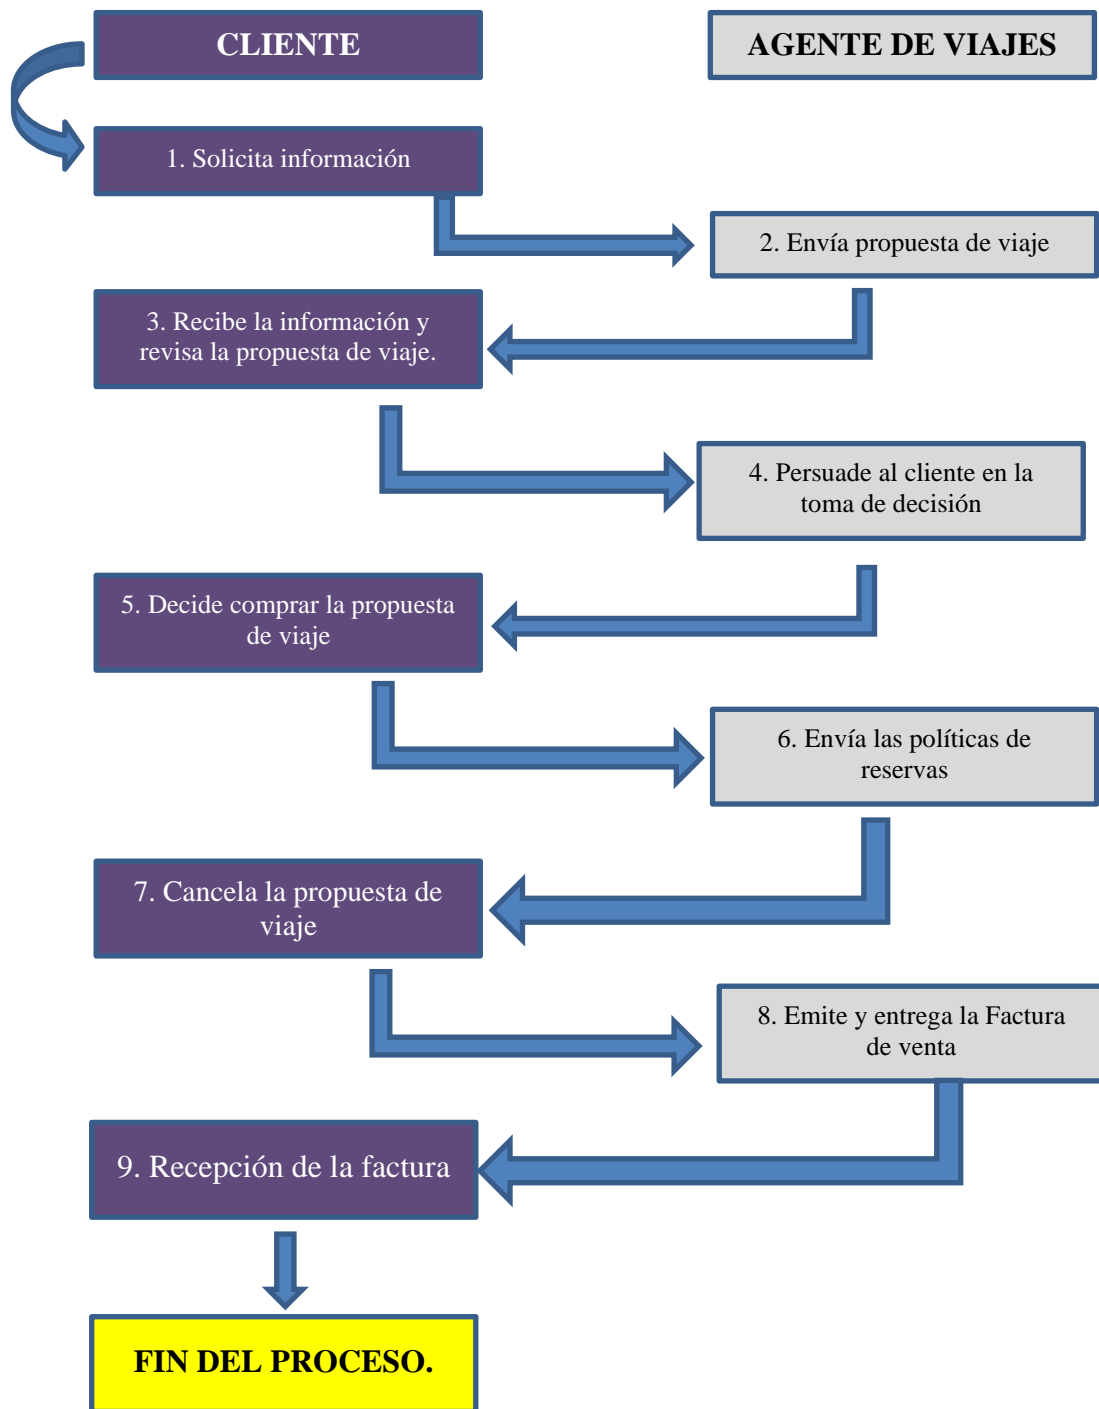 CLIENTE
AGENTE DE VIAJES
1. Solicita información
2. Envía propuesta de viaje
3. Recibe la información y
revisa la propuesta de viaje.
4. Persuade al cliente en la
toma de decisión
5. Decide comprar la propuesta
de viaje
6. Envía las políticas de
reservas
7. Cancela la propuesta de
viaje
8. Emite y entrega la Factura
de venta
9. Recepción de la factura
FIN DEL PROCESO.